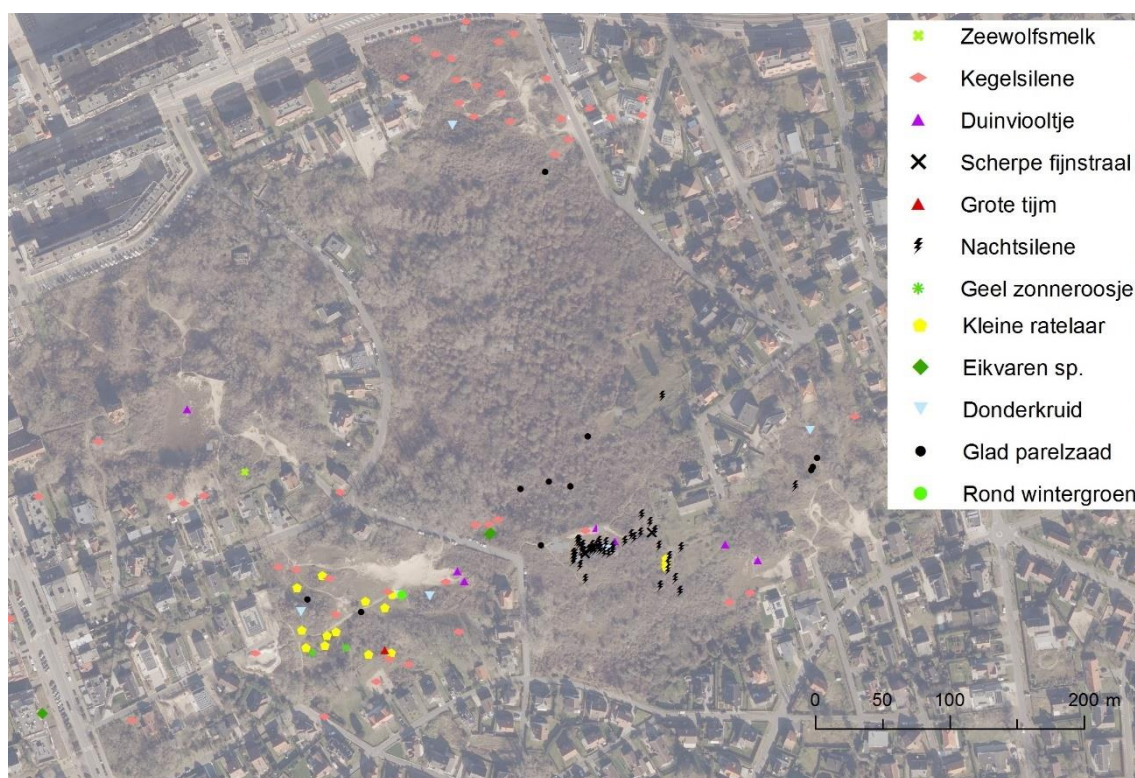 Zeewolfsmelk
Kegelsilene
Duinviooltje
Scherpe fijnstraal
Grote tijm
Nachtsilene
Geel zonneroosje
Kleine ratelaar
Eikvaren sp.
Donderkruid
Glad parelzaad
Rond wintergroen
0 50 100 200 m